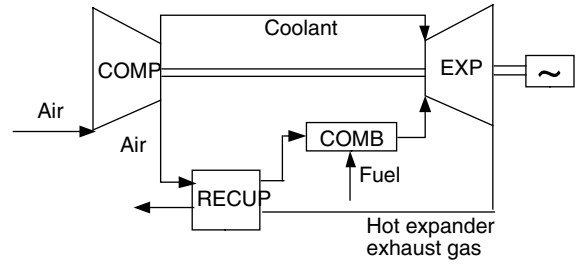 Coolant
COMP
EXP
~
Air
Air
COMB
Fuel
RECUP
Hot expander
exhaust gas